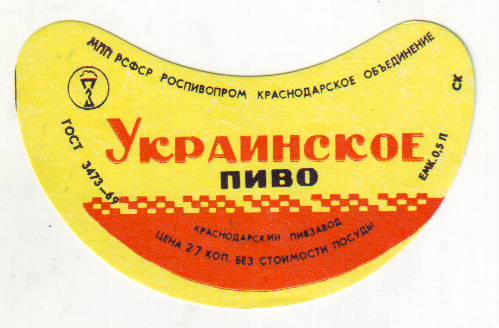 МПП РСФСР РОСПИВОПРОМ КРАСНОДАРСКОЕ ОБЪЕДИНЕНИЕ
СК
ГОСТ 3473-69
УКРАИНСКОЕ
ПИВО
ЕМК. 0,5 Л
КРАСНОДАРСКИЙ ПИВЗАВОД
ЦЕНА 27 КОП. БЕЗ СТОИМОСТИ ПОСУДЫ